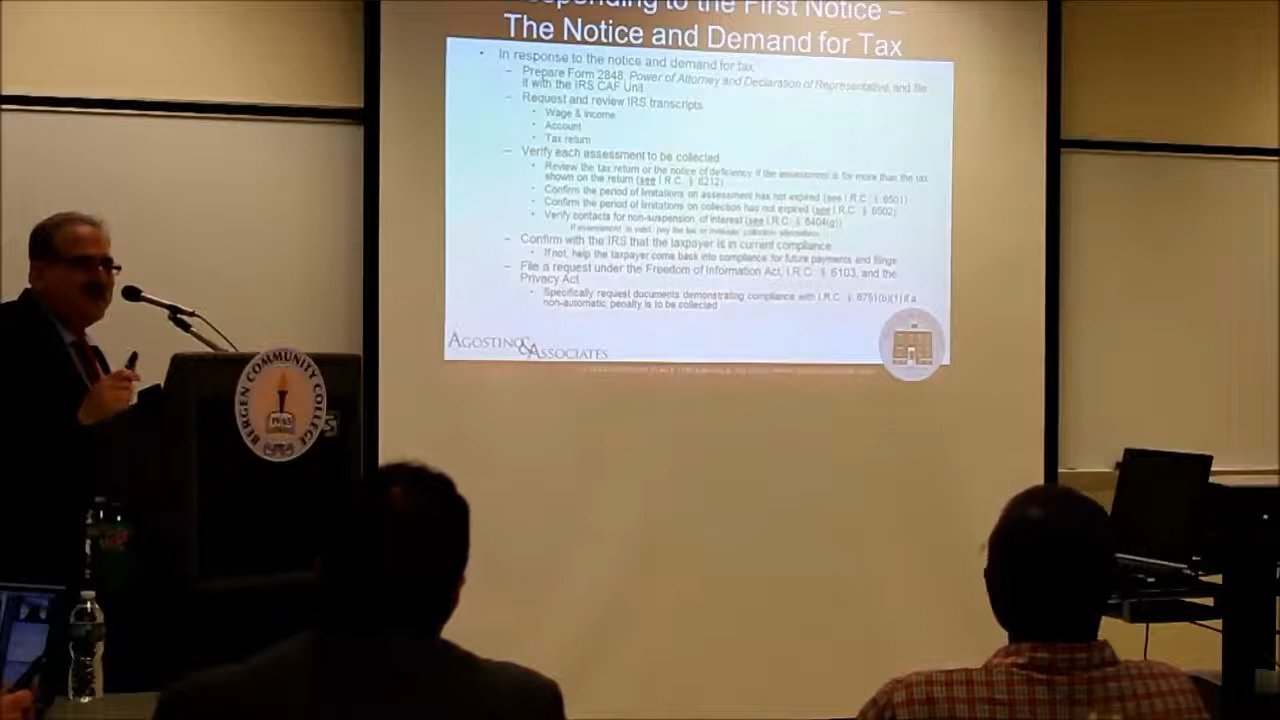 sponding to the First Notice –
The Notice and Demand for Tax
• In response to the notice and demand for tax
– Prepare Form 2848, Power of Attorney and Declaration of Representative, and file
it with the IRS CAF Unit
– Request and review IRS transcripts
• Wage & income
• Account
• Tax return
– Verify each assessment to be collected
• Review the tax return or the notice of deficiency if the assessment is for more than the tax
shown on the return (see I.R.C. § 6212)
• Confirm the period of limitations on assessment has not expired (see I.R.C. § 6501)
• Confirm the period of limitations on collection has not expired (see I.R.C. § 6502)
• Verify contacts for non-suspension of interest (see I.R.C. § 6404(g))
If assessment is valid, pay the tax or evaluate collection alternatives
– Confirm with the IRS that the taxpayer is in current compliance
• If not, help the taxpayer come back into compliance for future payments and filings
– File a request under the Freedom of Information Act, I.R.C. § 6103, and the
Privacy Act
• Specifically request documents demonstrating compliance with I.R.C. § 6751(b)(1) if a
non-automatic penalty is to be collected
AGOSTINO & ASSOCIATES
BERGEN COMMUNITY COLLEGE
1965